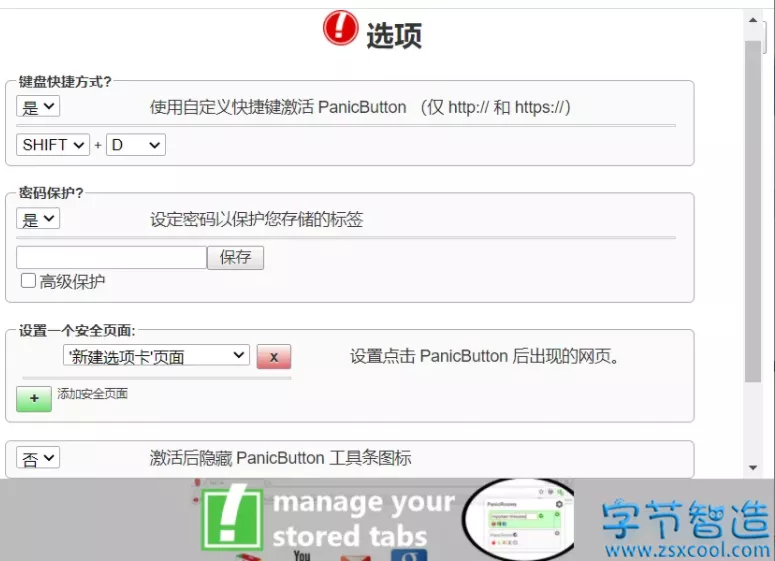 选项
键盘快捷方式?
是
使用自定义快捷键激活 PanicButton （仅 http:// 和 https://）
SHIFT + D
密码保护?
是
设定密码以保护您存储的标签
保存
高级保护
设置一个安全页面:
'新建选项卡'页面
x
设置点击 PanicButton 后出现的网页。
+
添加安全页面
否
激活后隐藏 PanicButton 工具条图标
manage your
stored tabs
PanicRooms
You
字节智造
www.zsxcool.com